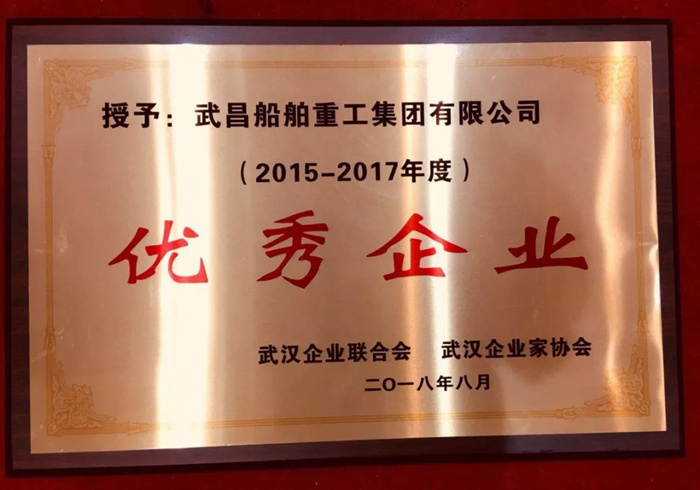 授予：武昌船舶重工集团有限公司
（2015-2017年度）
优秀企业
武汉企业联合会 武汉企业家协会
二〇一八年八月